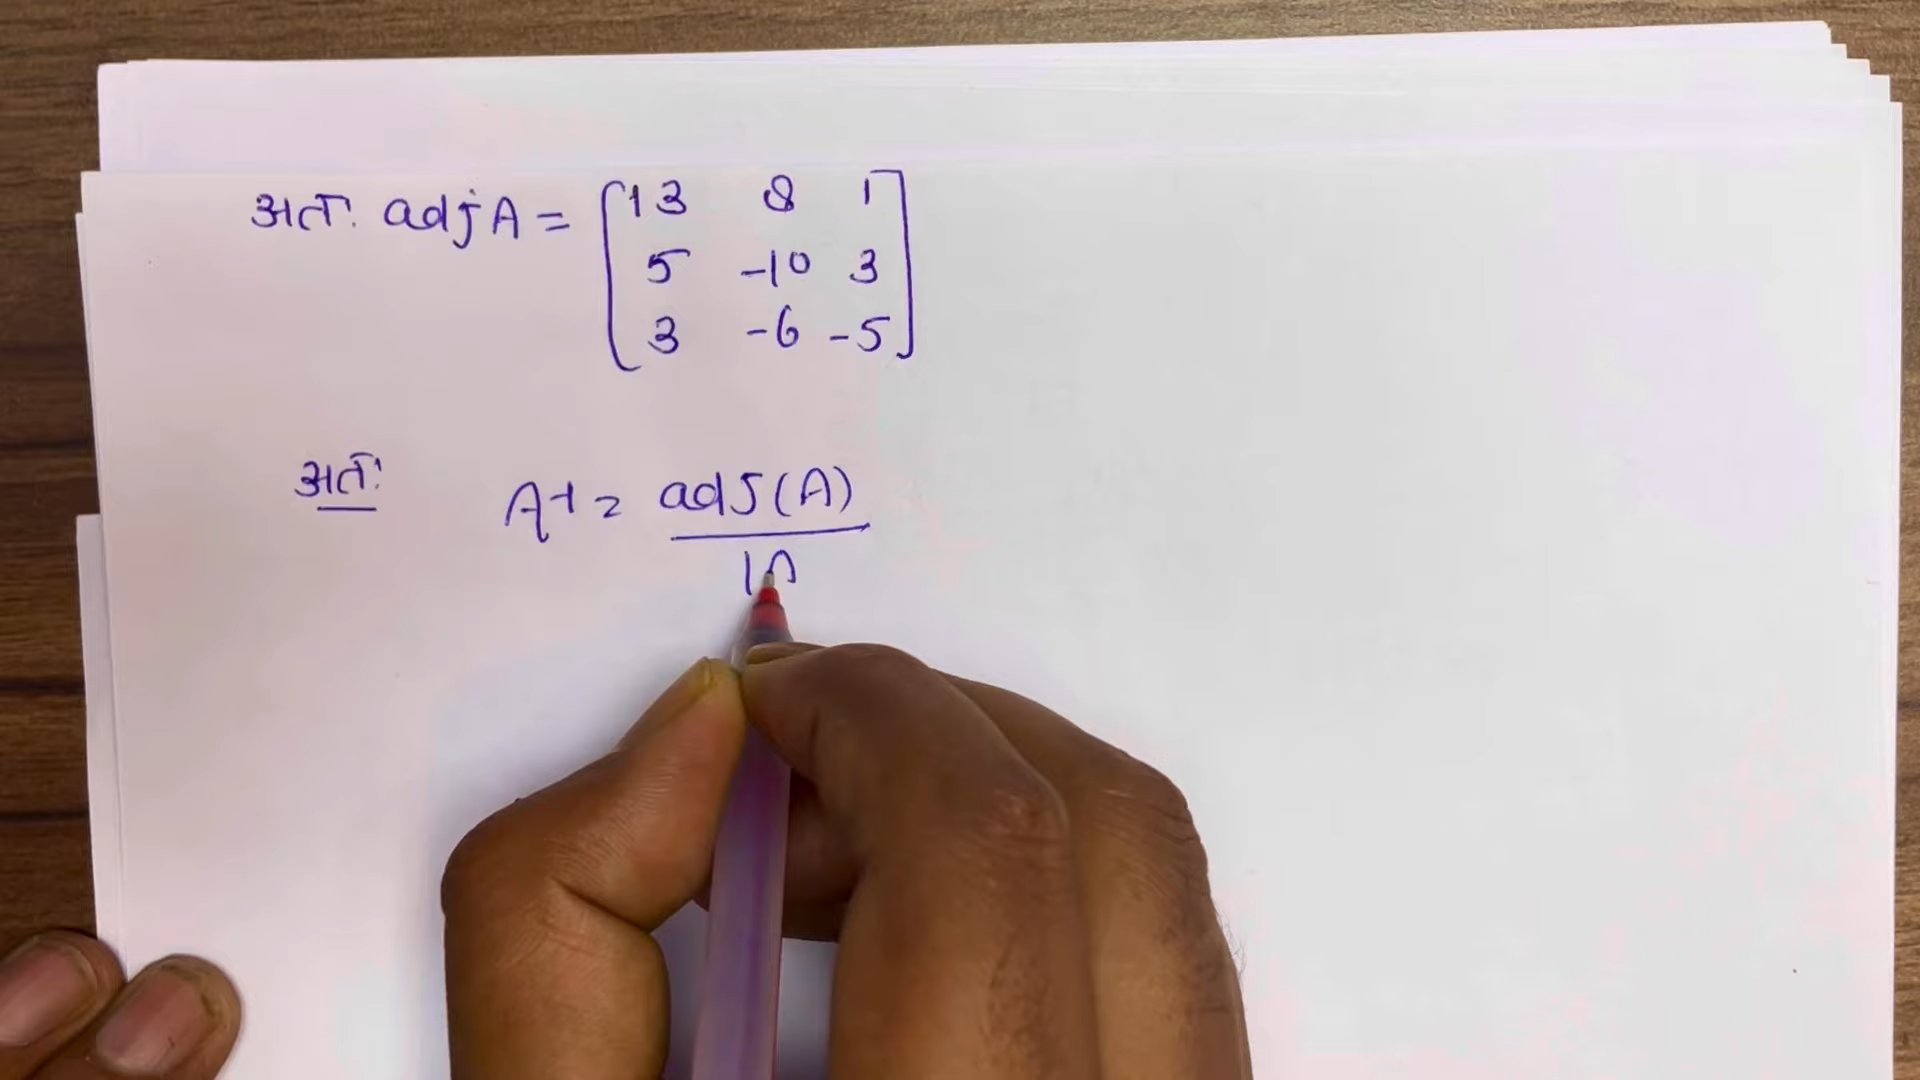 अतः adj A = [13 8 1
5 -10 3
3 -6 -5]
अतः A-1 = adj(A)
|A